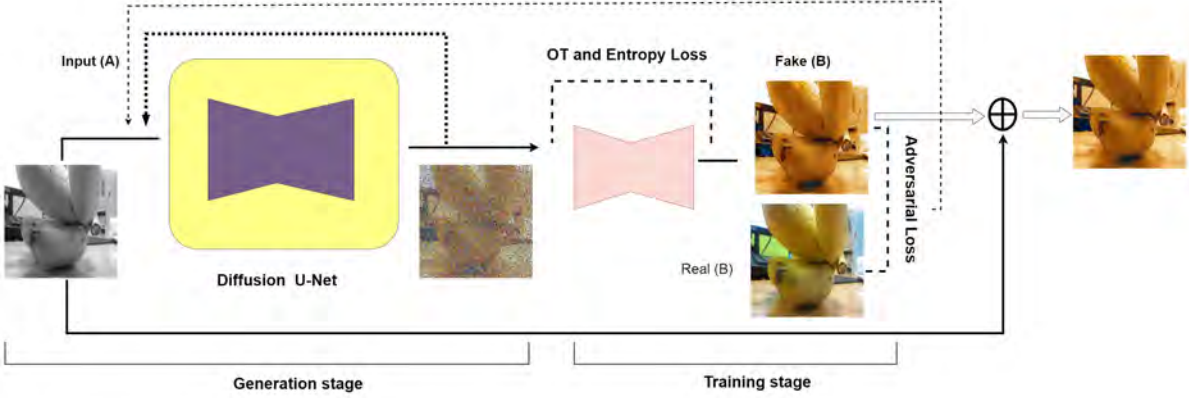 Input (A)
OT and Entropy Loss
Fake (B)
Adversarial Loss
Real (B)
Diffusion U-Net
Generation stage
Training stage